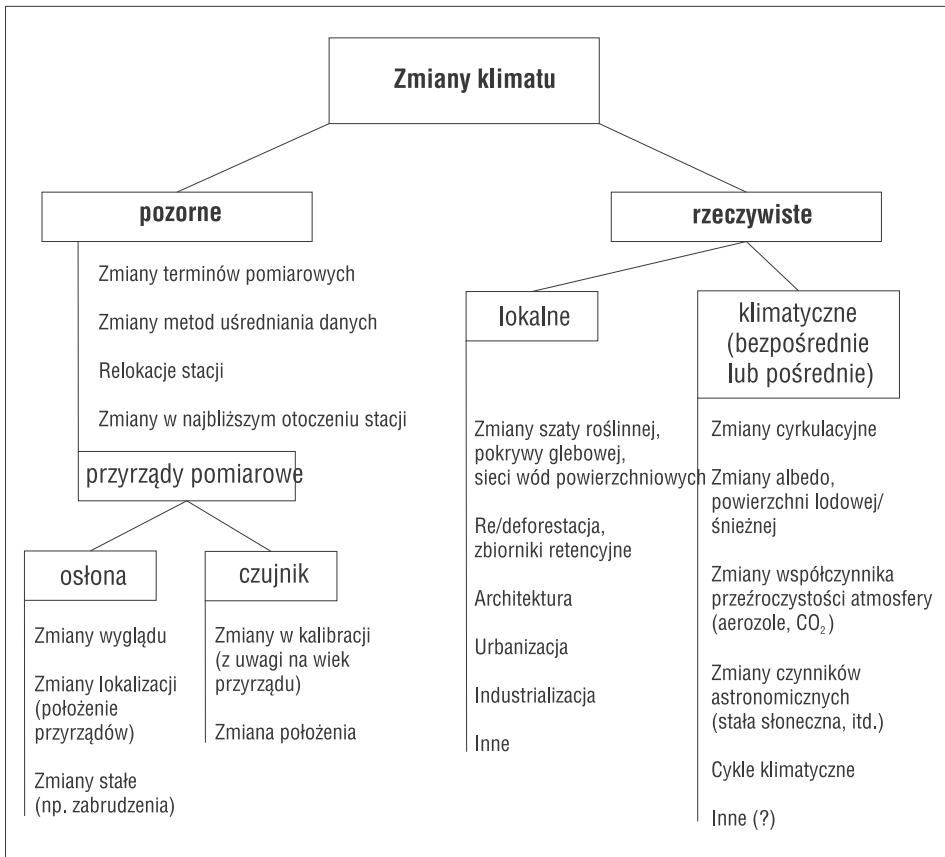 Zmiany klimatu
pozorne
Zmiany terminów pomiarowych
Zmiany metod uśredniania danych
Relokacje stacji
Zmiany w najbliższym otoczeniu stacji
przyrządy pomiarowe
osłona
Zmiany wyglądu
Zmiany lokalizacji
(położenie
przyrządów)
Zmiany stałe
(np. zabrudzenia)
czujnik
Zmiany w kalibracji
(z uwagi na wiek
przyrządu)
Zmiana położenia
rzeczywiste
lokalne
Zmiany szaty roślinnej,
pokrywy glebowej,
sieci wód powierzchniowych
Re/deforestacja,
zbiorniki retencyjne
Architektura
Urbanizacja
Industrializacja
Inne
klimatyczne
(bezpośrednie
lub pośrednie)
Zmiany cyrkulacyjne
Zmiany albedo,
powierzchni lodowej/
śnieżnej
Zmiany współczynnika
przeźroczystości atmosfery
(aerozole, CO₂)
Zmiany czynników
astronomicznych
(stała słoneczna, itd.)
Cykle klimatyczne
Inne (?)